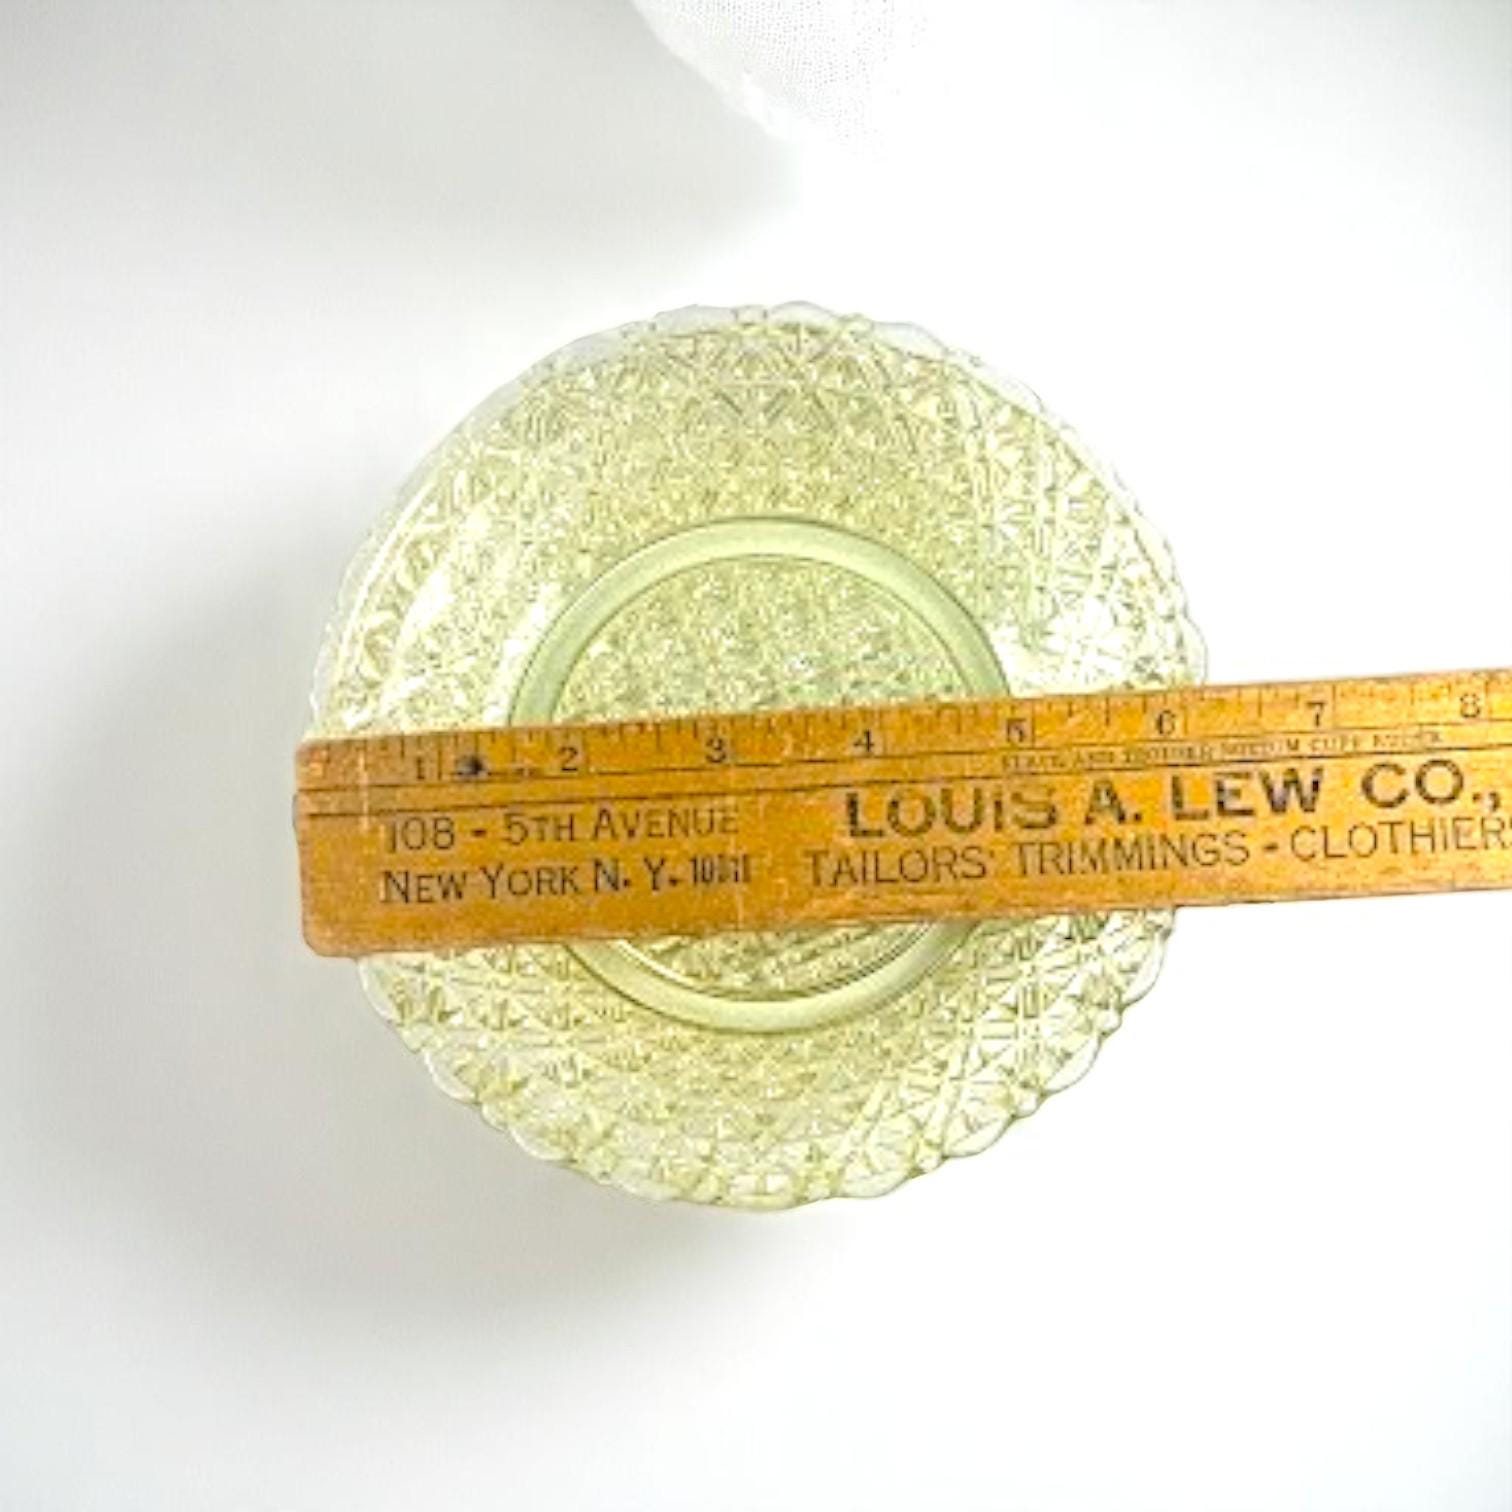 1 2 3 4 5 6 7 8
108 - 5TH AVENUE
LOUIS A. LEW CO.,
NEW YORK N. Y.
TAILORS' TRIMMINGS - CLOTHIERS